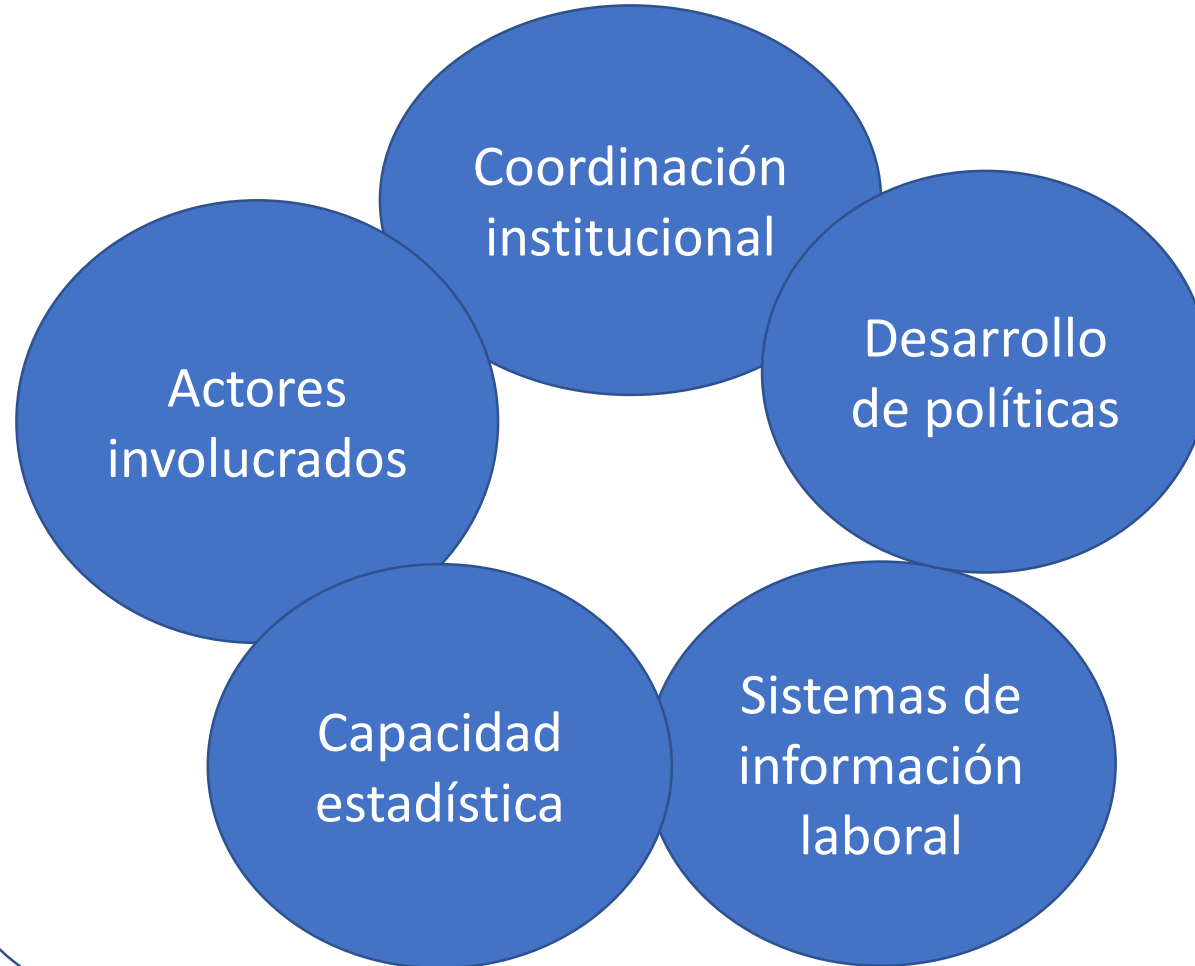 Coordinación
institucional
Desarrollo
de políticas
Actores
involucrados
Sistemas de
información
laboral
Capacidad
estadística